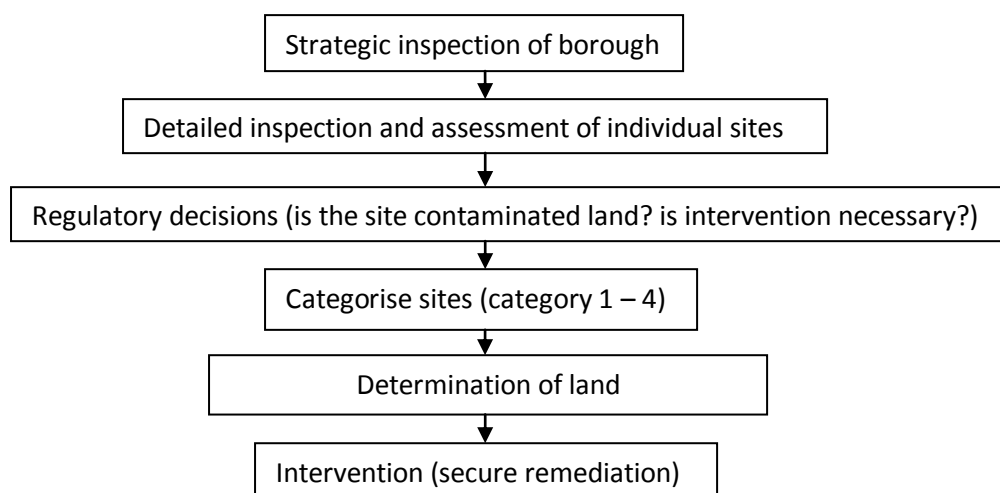 Strategic inspection of borough
Detailed inspection and assessment of individual sites
Regulatory decisions (is the site contaminated land? is intervention necessary?)
Categorise sites (category 1 – 4)
Determination of land
Intervention (secure remediation)